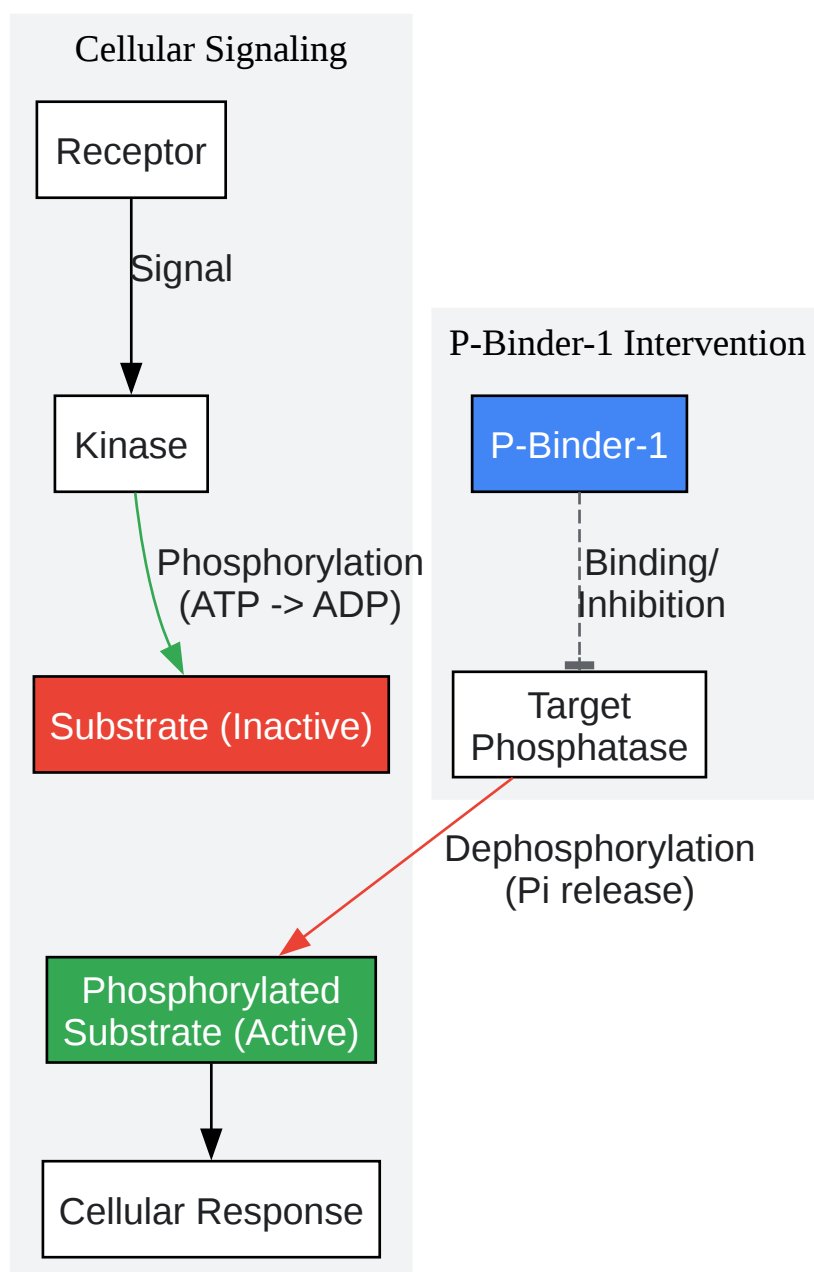 Cellular Signaling
Receptor
Signal
Kinase
Phosphorylation
(ATP -> ADP)
Substrate (Inactive)
P-Binder-1 Intervention
P-Binder-1
Binding/
Inhibition
Target
Phosphatase
Dephosphorylation
(Pi release)
Phosphorylated
Substrate (Active)
Cellular Response